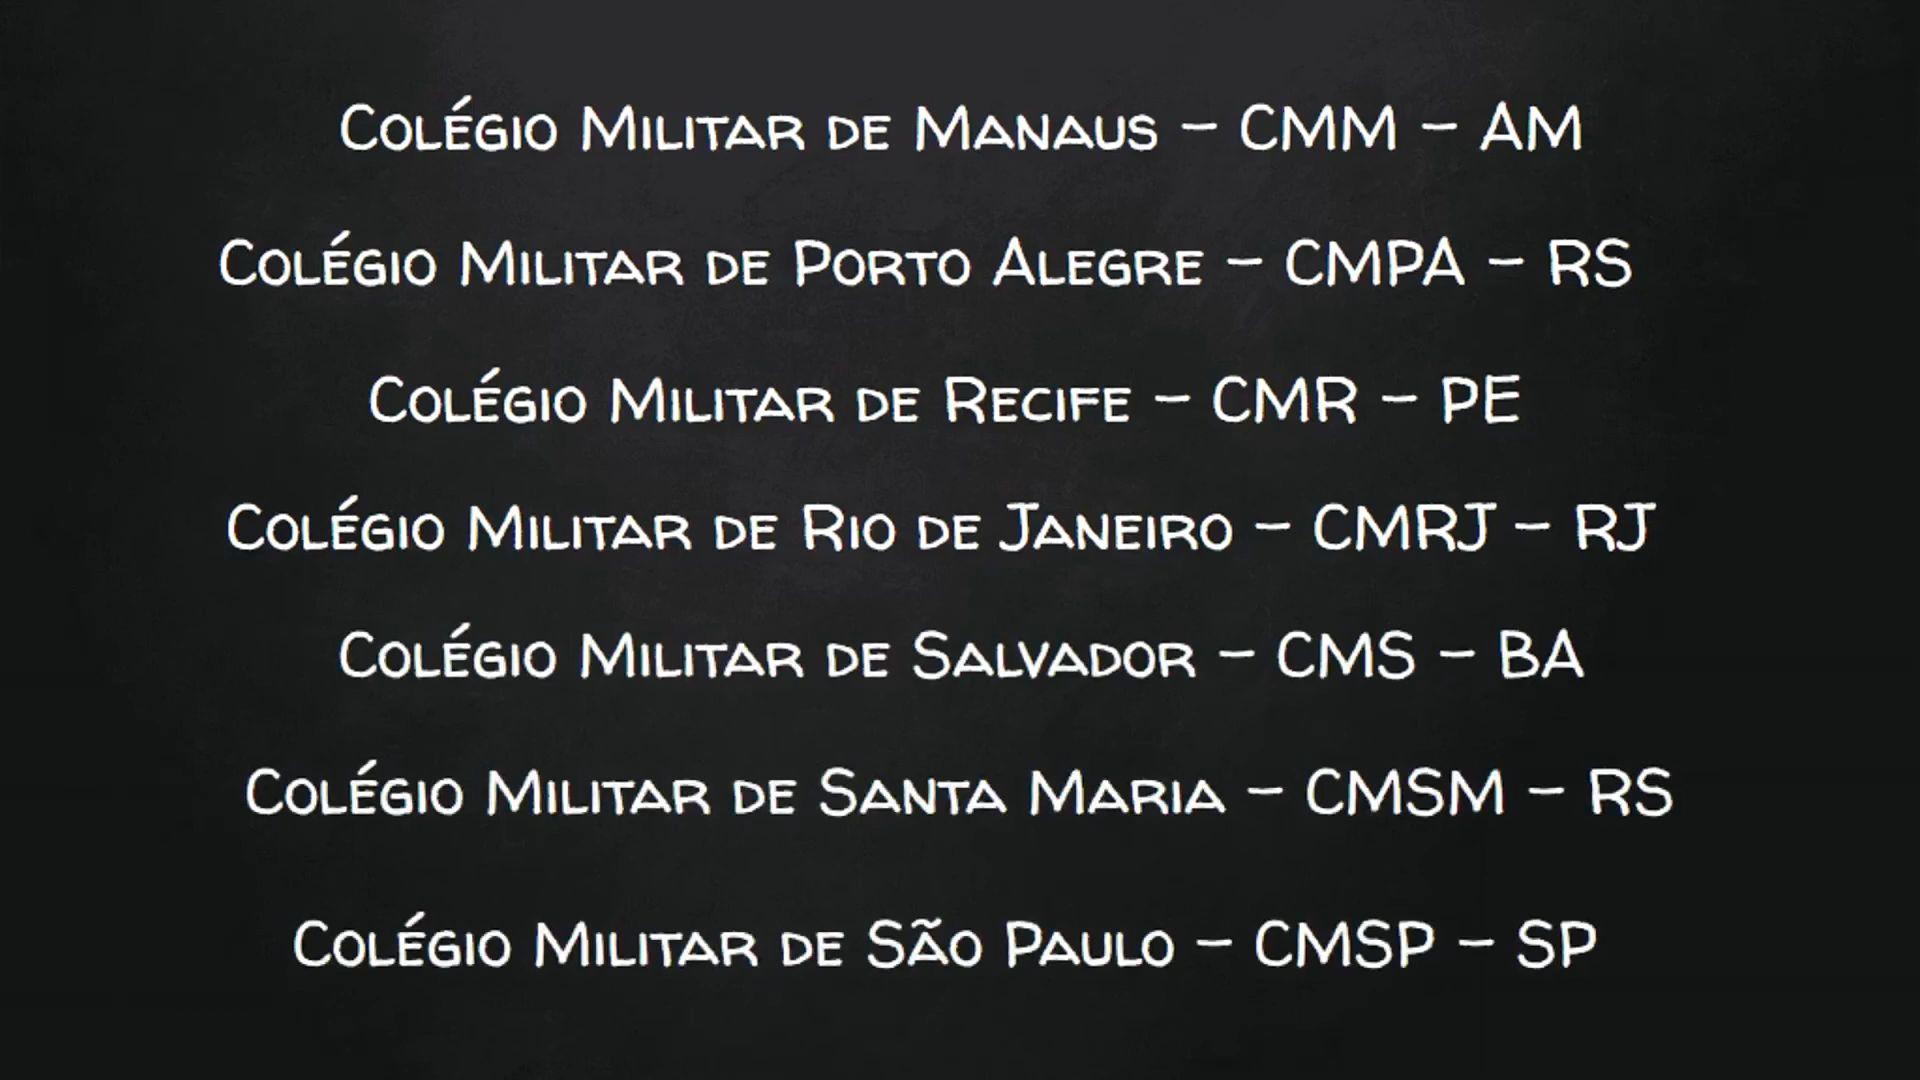 Colégio Militar de Manaus – CMM – AM
Colégio Militar de Porto Alegre – CMPA – RS
Colégio Militar de Recife – CMR – PE
Colégio Militar de Rio de Janeiro – CMRJ – RJ
Colégio Militar de Salvador – CMS – BA
Colégio Militar de Santa Maria – CMSM – RS
Colégio Militar de São Paulo – CMSP – SP